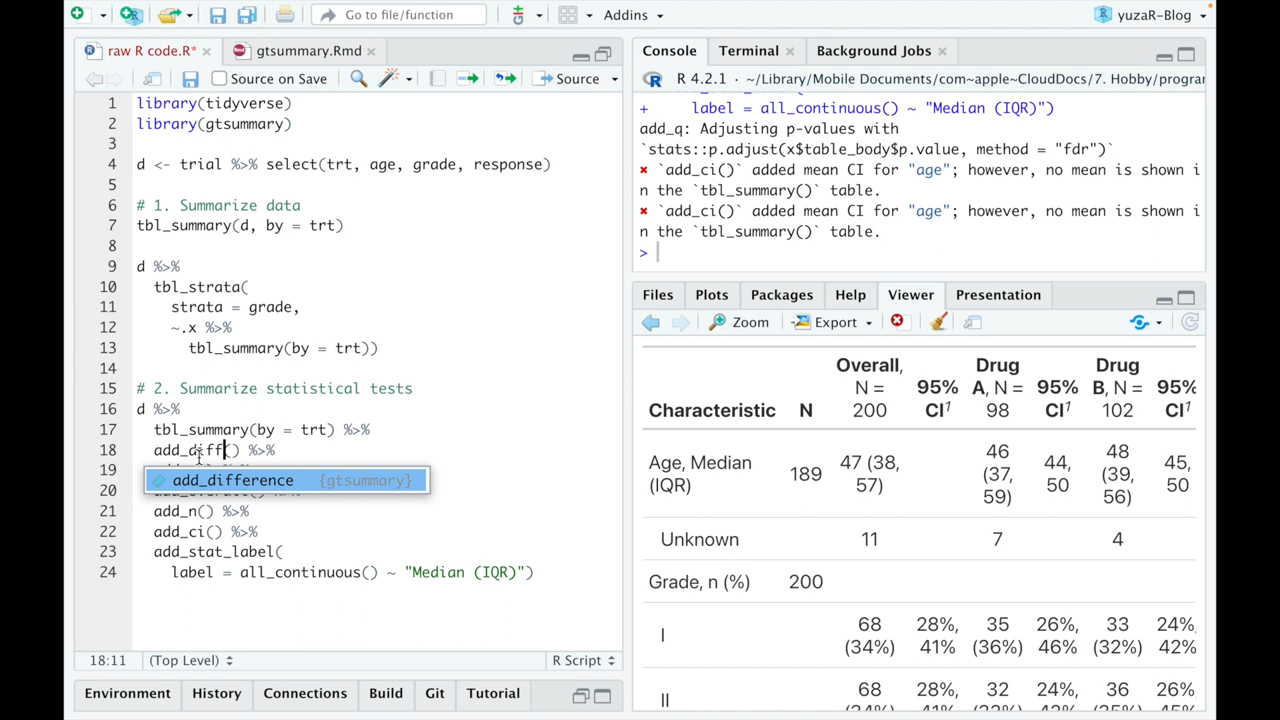 Go to file/function
Addins
yuzaR-Blog
raw R code.R*
gtsummary.Rmd
Source on Save
Source
1 library(tidyverse)
2 library(gtsummary)
3
4 d <- trial %>% select(trt, age, grade, response)
5
6 # 1. Summarize data
7 tbl_summary(d, by = trt)
8
9 d %>%
10 tbl_strata(
11 strata = grade,
12 ~.x %>%
13 tbl_summary(by = trt))
14
15 # 2. Summarize statistical tests
16 d %>%
17 tbl_summary(by = trt) %>%
18 add_diff() %>%
19
add_difference {gtsummary}
20
21 add_n() %>%
22 add_ci() %>%
23 add_stat_label(
24 label = all_continuous() ~ "Median (IQR)")
18:11 (Top Level) R Script
Environment History Connections Build Git Tutorial
Console Terminal Background Jobs
R 4.2.1 · ~/Library/Mobile Documents/com~apple~CloudDocs/7. Hobby/progra
+ label = all_continuous() ~ "Median (IQR)")
add_q: Adjusting p-values with
`stats::p.adjust(x$table_body$p.value, method = "fdr")`
✖ `add_ci()` added mean CI for "age"; however, no mean is shown i
n the `tbl_summary()` table.
✖ `add_ci()` added mean CI for "age"; however, no mean is shown i
n the `tbl_summary()` table.
>
Files Plots Packages Help Viewer Presentation
Zoom Export
Overall, Drug Drug
N = 95% A, N = 95% B, N = 95%
Characteristic N 200 CI1 98 CI1 102 CI1
46 48
Age, Median 47 (38, (37, 44, (39, 45,
(IQR) 189 57) 59) 50 56) 50
Unknown 11 7 4
Grade, n (%) 200
I 68 28%, 35 26%, 33 24%,
(34%) 41% (36%) 46% (32%) 42%
II 68 28%, 32 24%, 36 26%,